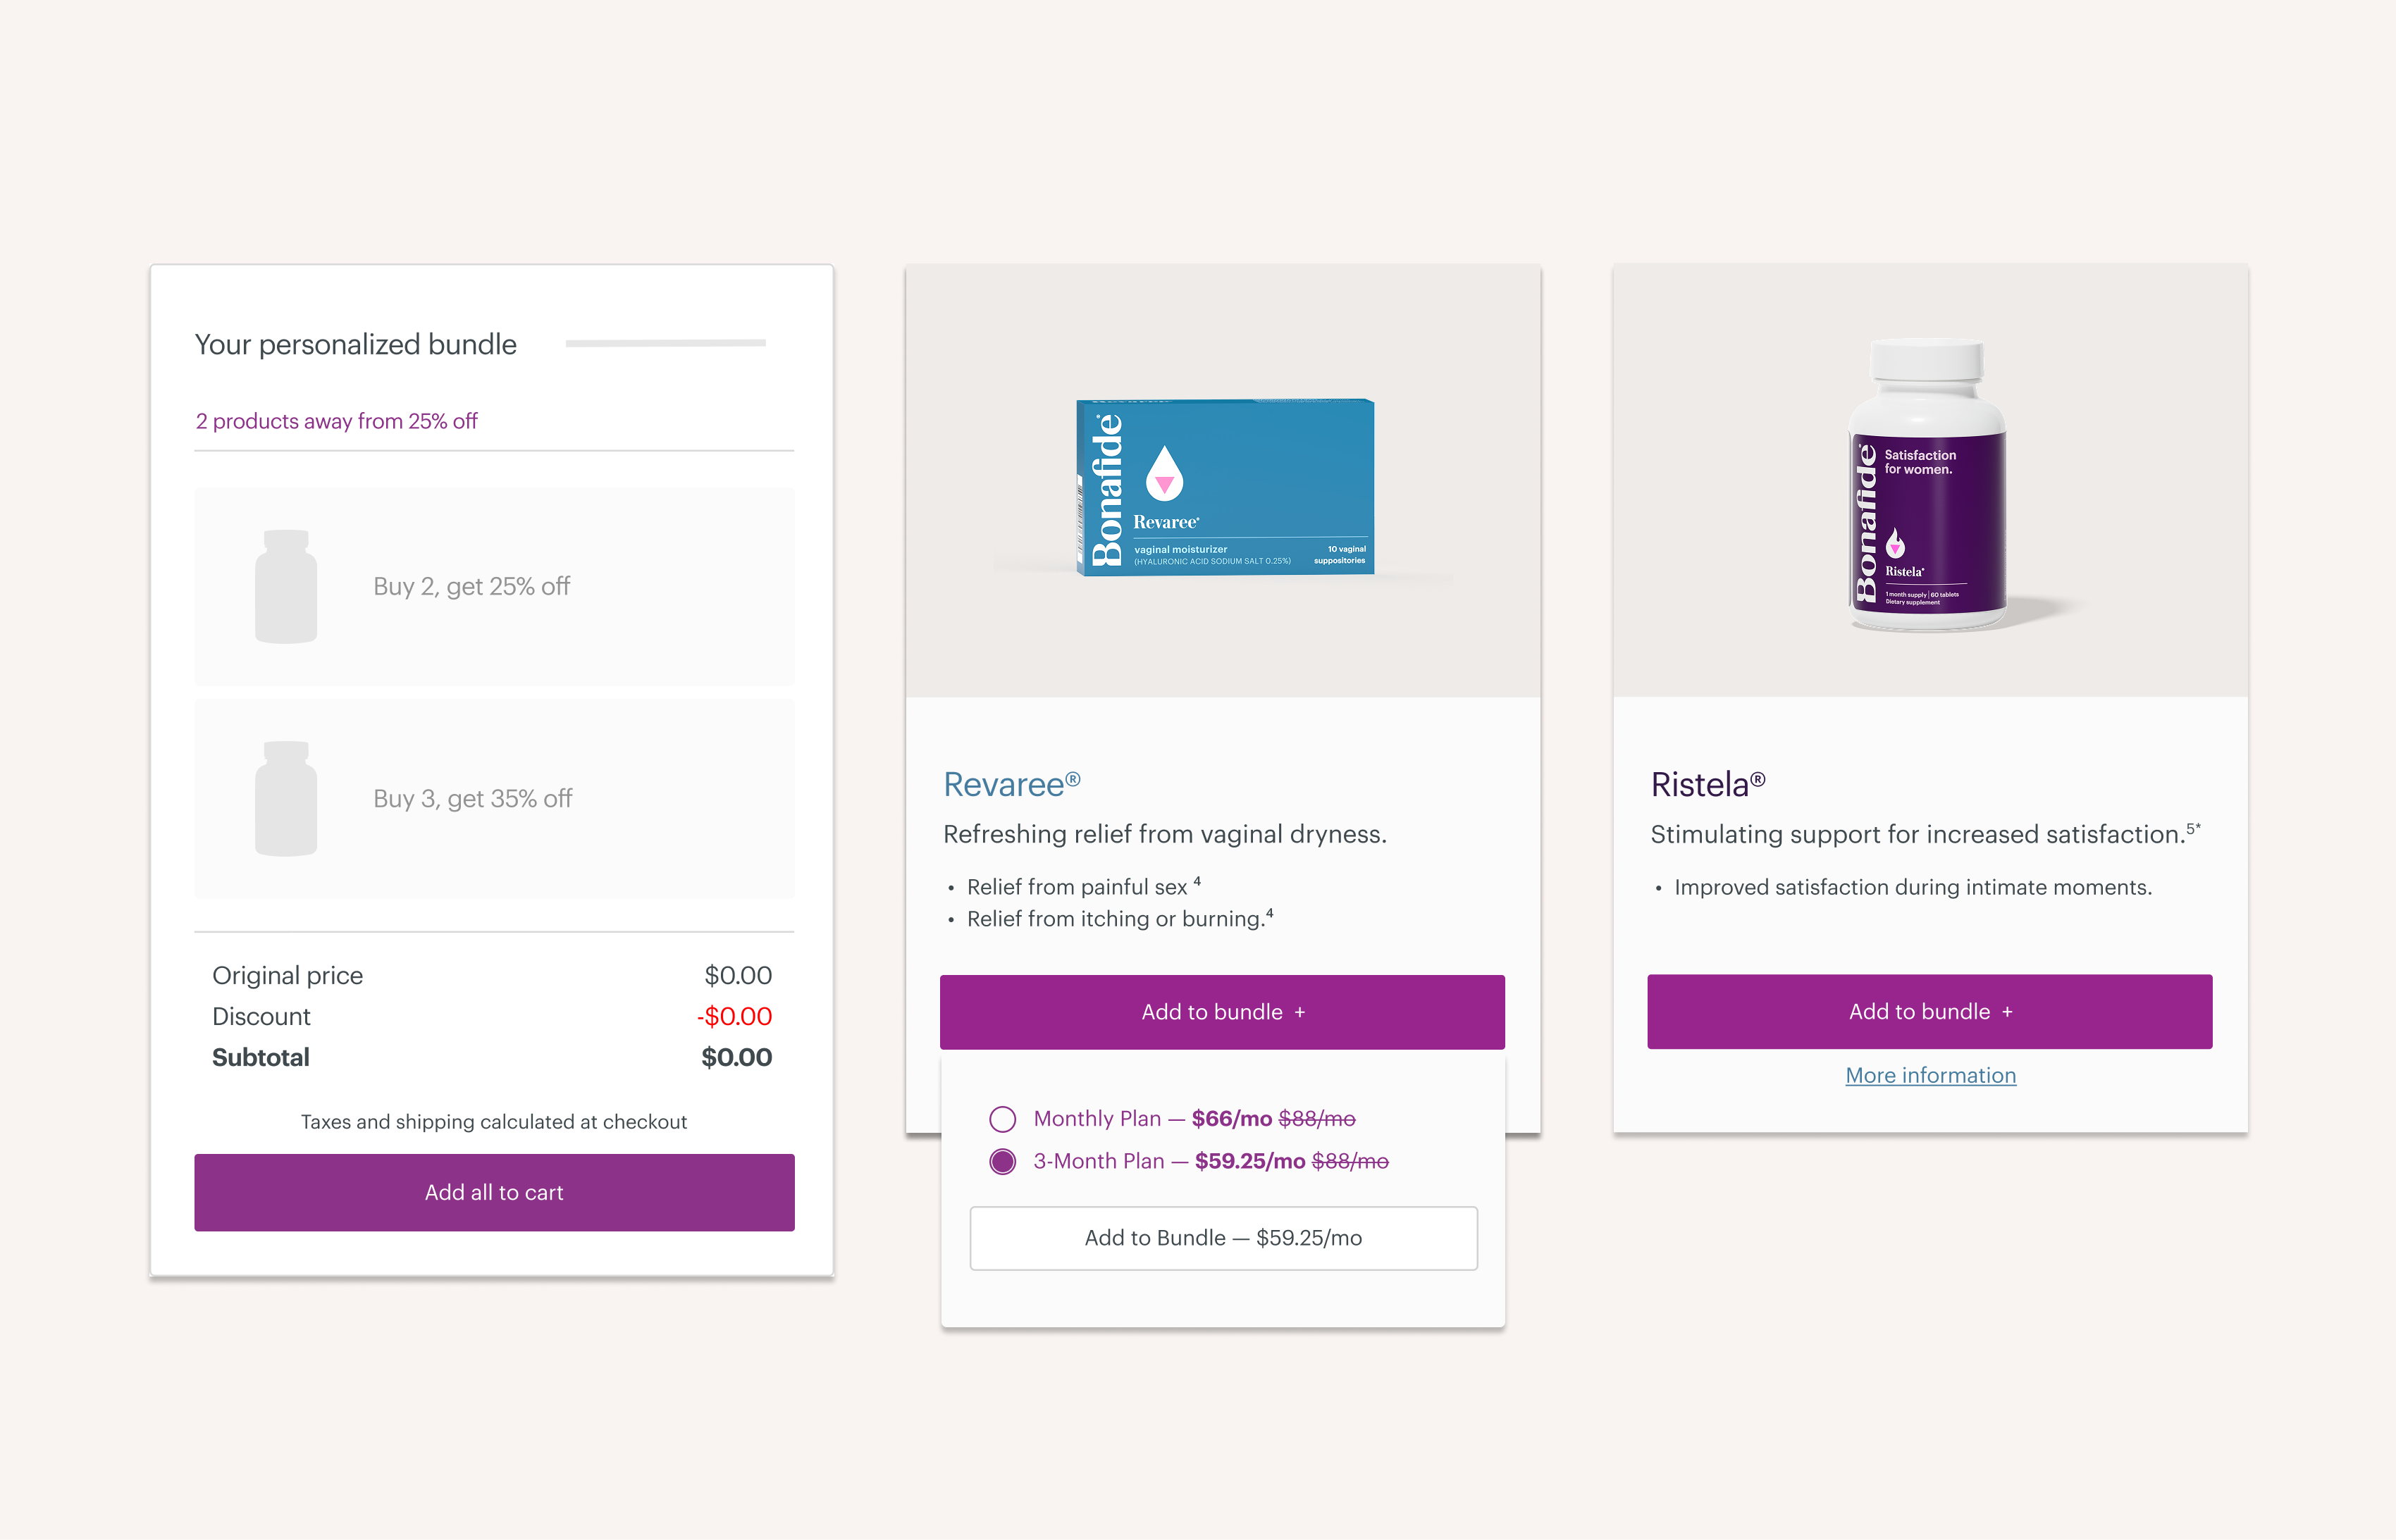 Your personalized bundle
2 products away from 25% off
Buy 2, get 25% off
Buy 3, get 35% off
Original price $0.00
Discount -$0.00
Subtotal $0.00
Taxes and shipping calculated at checkout
Add all to cart
Bonafide
Revaree®
vaginal moisturizer
(HYALURONIC ACID SODIUM SALT 0.25%)
10 vaginal
suppositories
Revaree®
Refreshing relief from vaginal dryness.
• Relief from painful sex ⁴
• Relief from itching or burning.⁴
Add to bundle +
Monthly Plan — $66/mo $88/mo
3-Month Plan — $59.25/mo $88/mo
Add to Bundle — $59.25/mo
Bonafide
Satisfaction
for women.
Ristela®
1 month supply | 60 tablets
Dietary supplement
Ristela®
Stimulating support for increased satisfaction.⁵*
• Improved satisfaction during intimate moments.
Add to bundle +
More information